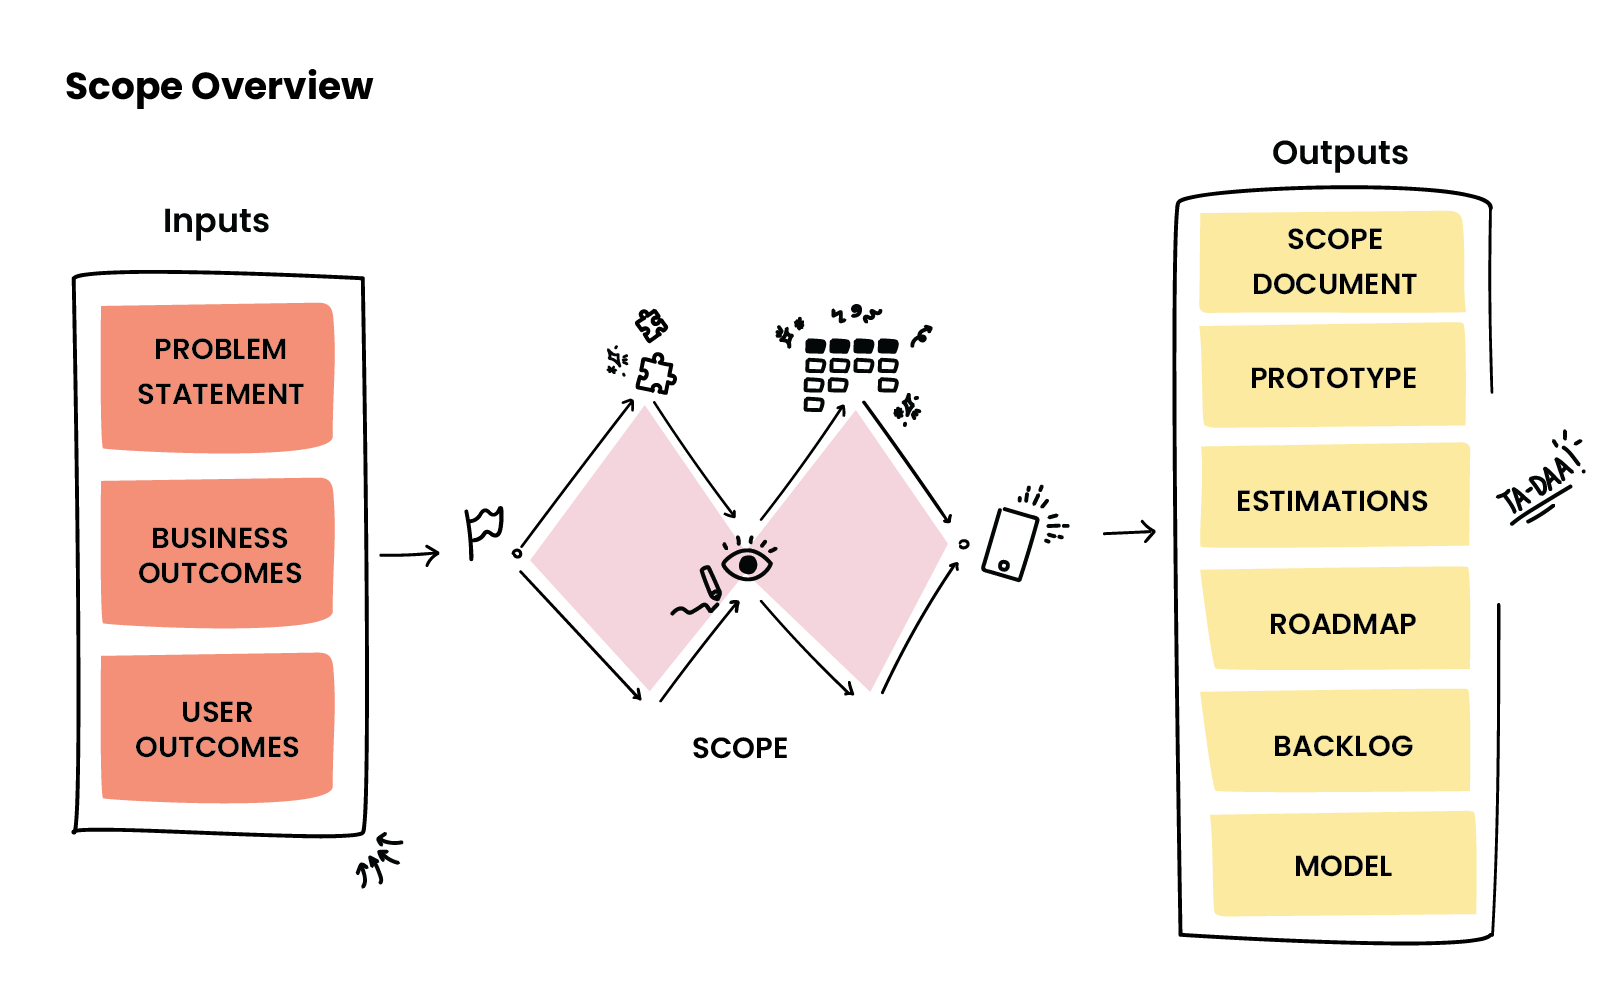 Scope Overview
Inputs
PROBLEM
STATEMENT
BUSINESS
OUTCOMES
USER
OUTCOMES
SCOPE
Outputs
SCOPE
DOCUMENT
PROTOTYPE
ESTIMATIONS
ROADMAP
BACKLOG
MODEL
TA-DAA!